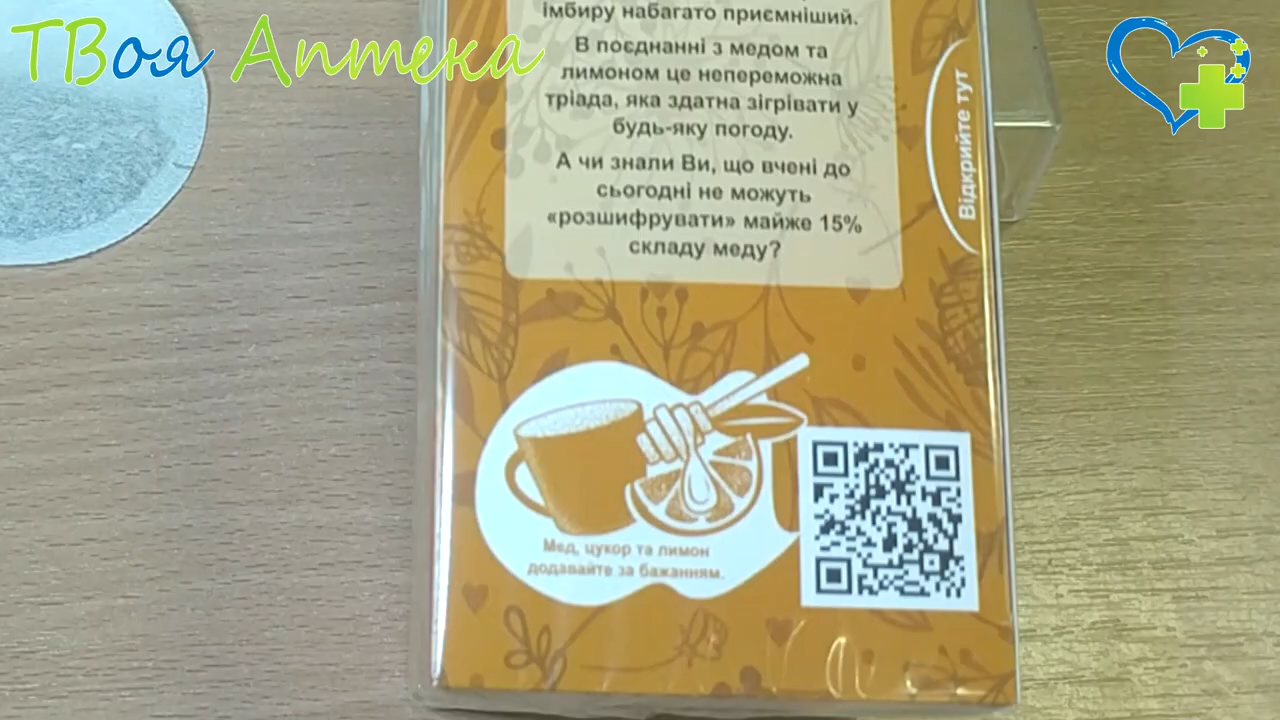 ТВоя Аптека
імбиру набагато приємніший.
В поєднанні з медом та
лимоном це непереможна
тріада, яка здатна зігрівати у
будь-яку погоду.
А чи знали Ви, що вчені до
сьогодні не можуть
«розшифрувати» майже 15%
складу меду?
Відкрийте тут
Мед, цукор та лимон
додавайте за бажанням.